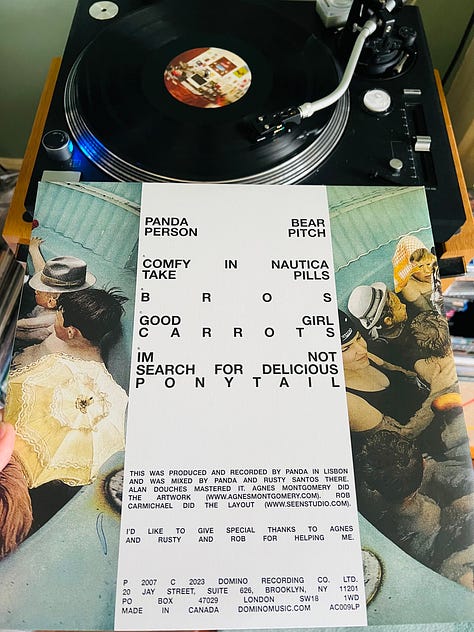 PANDA BEAR
PERSON PITCH
COMFY IN NAUTICA
TAKE PILLS
BROS
GOOD GIRL
CARROTS
IM NOT
SEARCH FOR DELICIOUS
PONYTAIL
THIS WAS PRODUCED AND RECORDED BY PANDA IN LISBON
AND WAS MIXED BY PANDA AND RUSTY SANTOS THERE.
ALAN DOUCHES MASTERED IT. AGNES MONTGOMERY DID
THE ARTWORK (WWW.AGNESMONTGOMERY.COM). ROB
CARMICHAEL DID THE LAYOUT (WWW.SEENSTUDIO.COM).
I'D LIKE TO GIVE SPECIAL THANKS TO AGNES
AND RUSTY AND ROB FOR HELPING ME.
P 2007 C 2023 DOMINO RECORDING CO. LTD.
20 JAY STREET, SUITE 626, BROOKLYN, NY 11201
PO BOX 47029 LONDON SW18 1WD
MADE IN CANADA DOMINOMUSIC.COM AC009LP